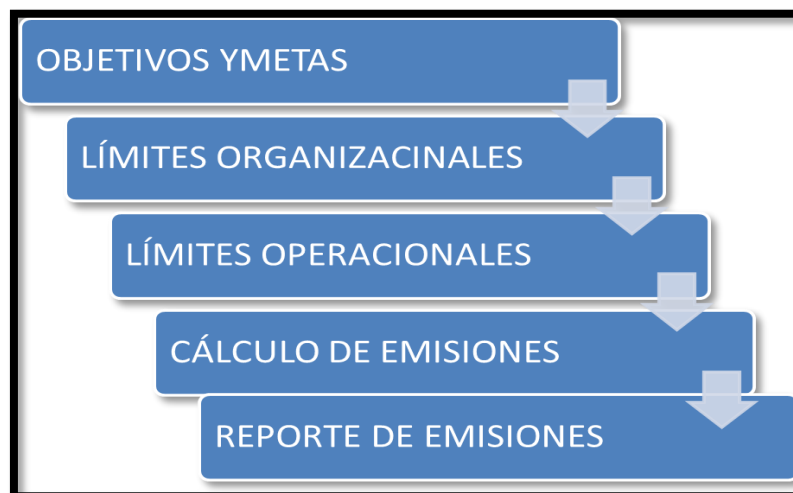 OBJETIVOS YMETAS
LÍMITES ORGANIZACINALES
LÍMITES OPERACIONALES
CÁLCULO DE EMISIONES
REPORTE DE EMISIONES